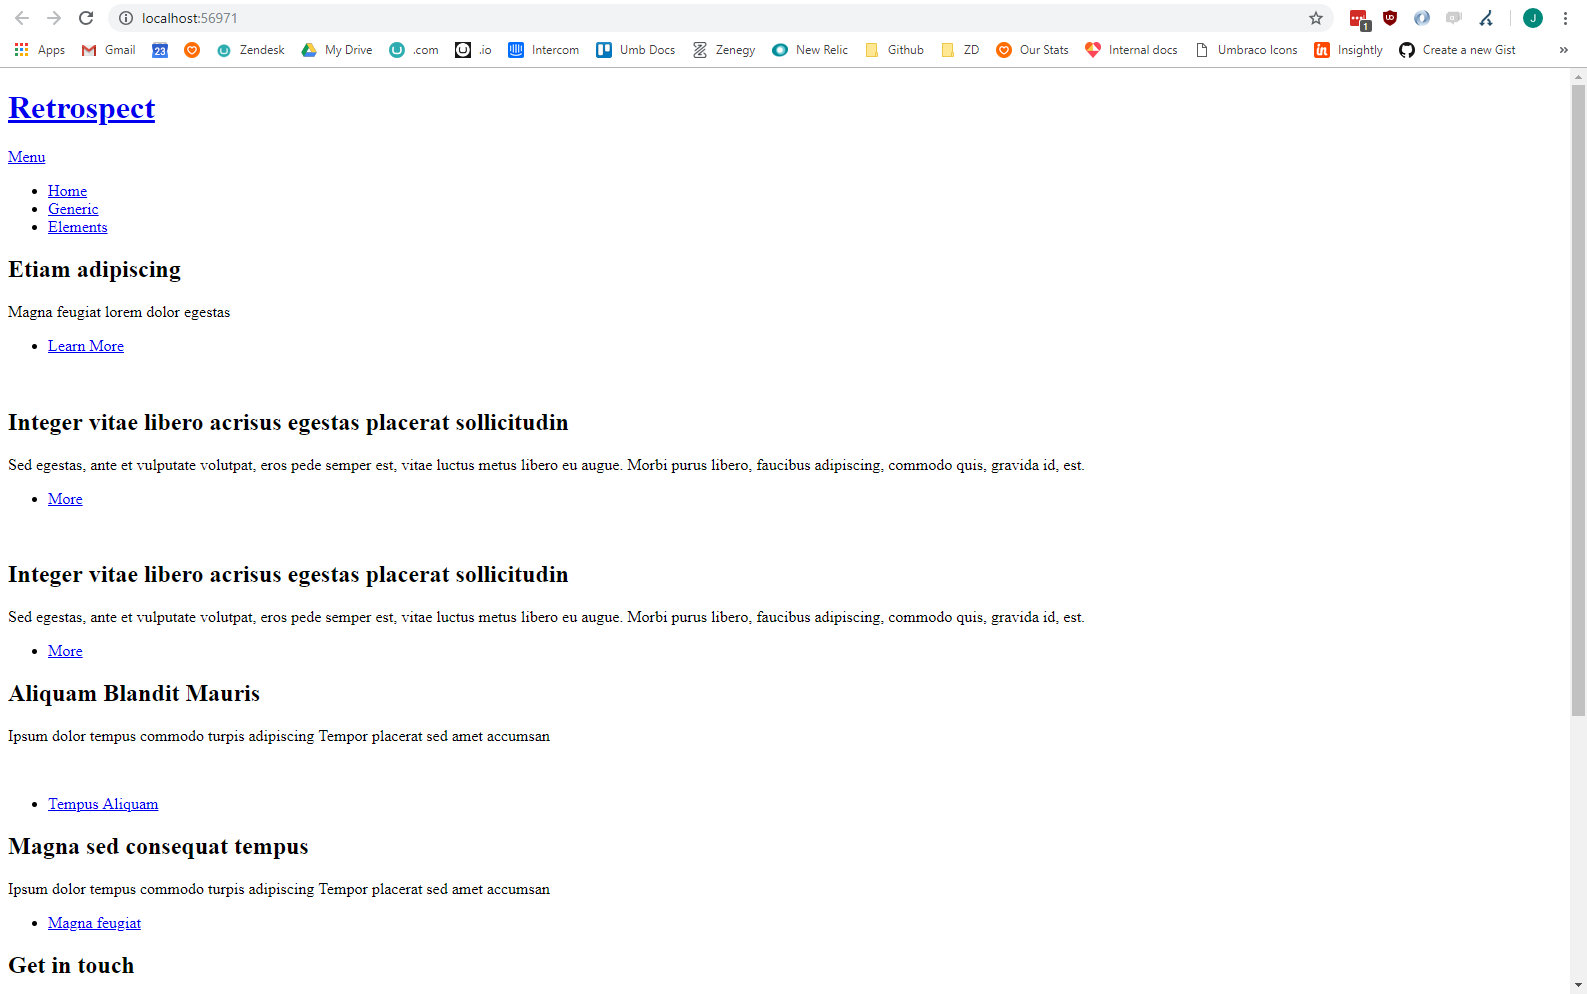 localhost:56971
1
J
Apps
Gmail
23
Zendesk
My Drive
.com
.io
Intercom
Umb Docs
Zenegy
New Relic
Github
ZD
Our Stats
Internal docs
Umbraco Icons
in
Insightly
Create a new Gist
»
Retrospect
Menu
• Home
• Generic
• Elements
Etiam adipiscing
Magna feugiat lorem dolor egestas
• Learn More
Integer vitae libero acrisus egestas placerat sollicitudin
Sed egestas, ante et vulputate volutpat, eros pede semper est, vitae luctus metus libero eu augue. Morbi purus libero, faucibus adipiscing, commodo quis, gravida id, est.
• More
Integer vitae libero acrisus egestas placerat sollicitudin
Sed egestas, ante et vulputate volutpat, eros pede semper est, vitae luctus metus libero eu augue. Morbi purus libero, faucibus adipiscing, commodo quis, gravida id, est.
• More
Aliquam Blandit Mauris
Ipsum dolor tempus commodo turpis adipiscing Tempor placerat sed amet accumsan
• Tempus Aliquam
Magna sed consequat tempus
Ipsum dolor tempus commodo turpis adipiscing Tempor placerat sed amet accumsan
• Magna feugiat
Get in touch